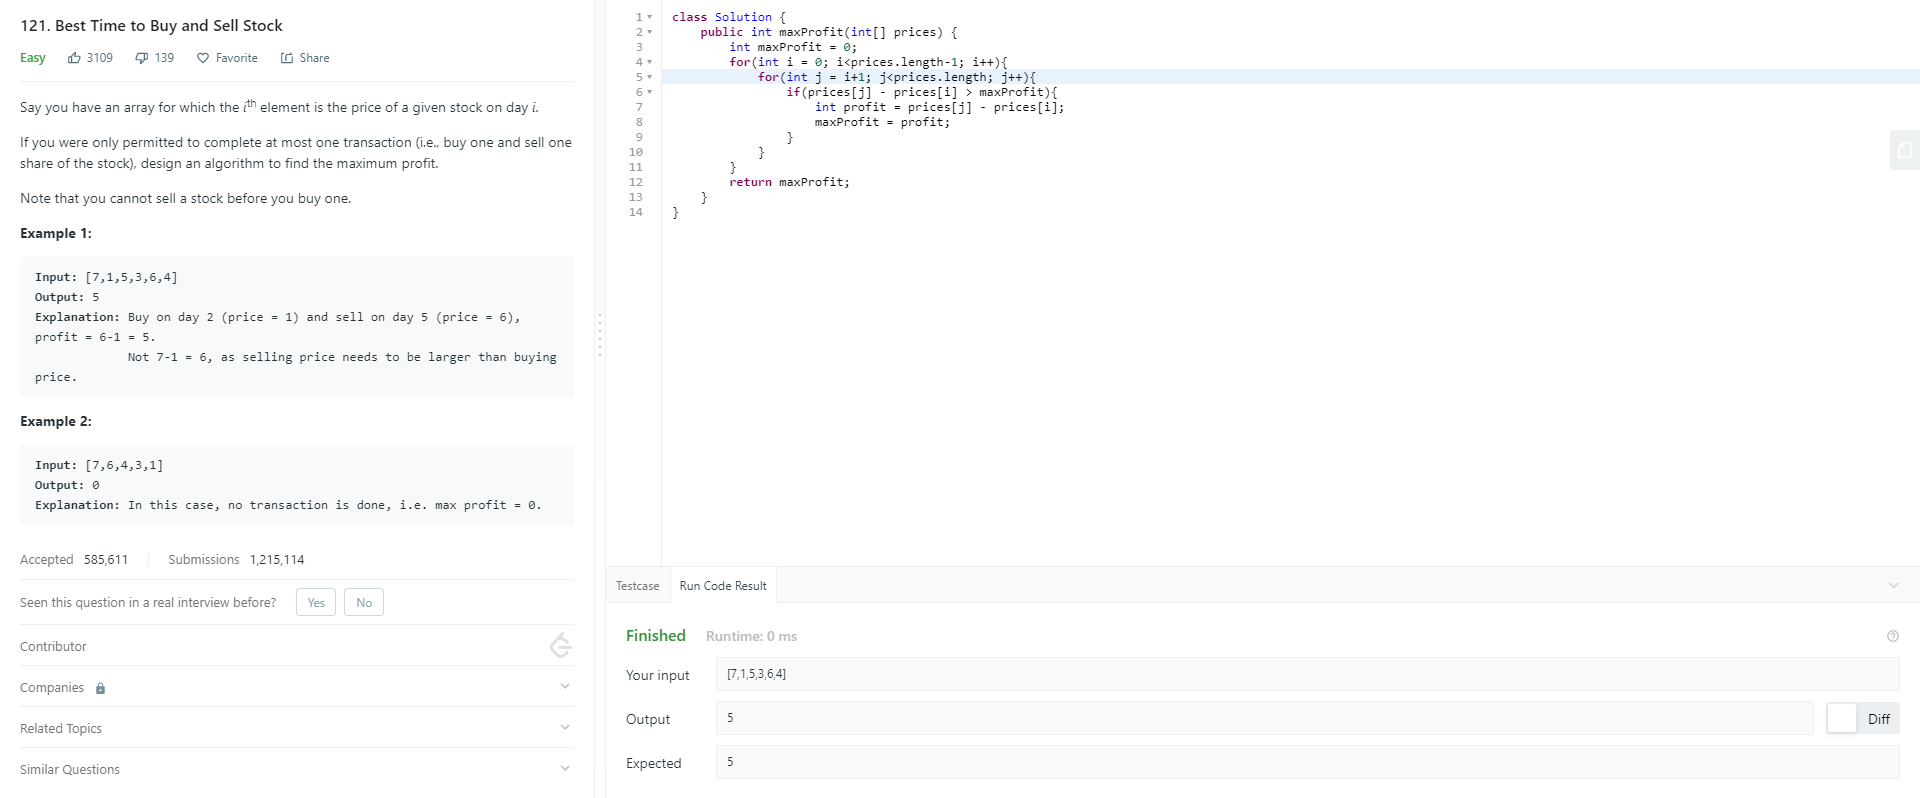 121. Best Time to Buy and Sell Stock
Easy 3109 139 Favorite Share
Say you have an array for which the ith element is the price of a given stock on day i.
If you were only permitted to complete at most one transaction (i.e., buy one and sell one
share of the stock), design an algorithm to find the maximum profit.
Note that you cannot sell a stock before you buy one.
Example 1:
Input: [7,1,5,3,6,4]
Output: 5
Explanation: Buy on day 2 (price = 1) and sell on day 5 (price = 6),
profit = 6-1 = 5.
Not 7-1 = 6, as selling price needs to be larger than buying
price.
Example 2:
Input: [7,6,4,3,1]
Output: 0
Explanation: In this case, no transaction is done, i.e. max profit = 0.
Accepted 585,611 Submissions 1,215,114
Seen this question in a real interview before? Yes No
Contributor
Companies
Related Topics
Similar Questions
1 class Solution {
2 public int maxProfit(int[] prices) {
3 int maxProfit = 0;
4 for(int i = 0; i<prices.length-1; i++){
5 for(int j = i+1; j<prices.length; j++){
6 if(prices[j] - prices[i] > maxProfit){
7 int profit = prices[j] - prices[i];
8 maxProfit = profit;
9 }
10 }
11 }
12 return maxProfit;
13 }
14 }
Testcase Run Code Result
Finished Runtime: 0 ms
Your input [7,1,5,3,6,4]
Output 5 Diff
Expected 5